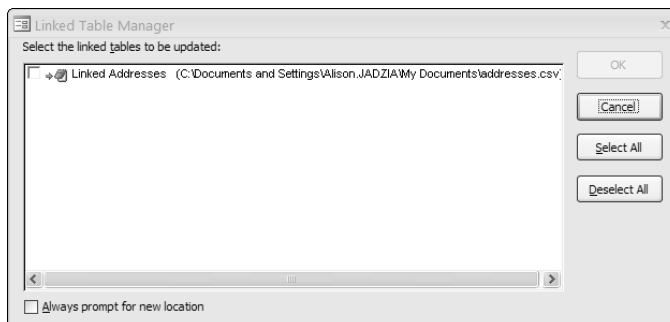 Linked Table Manager
Select the linked tables to be updated:
Linked Addresses (C:\Documents and Settings\Alison.JADZIA\My Documents\addresses.csv)
OK
Cancel
Select All
Deselect All
Always prompt for new location